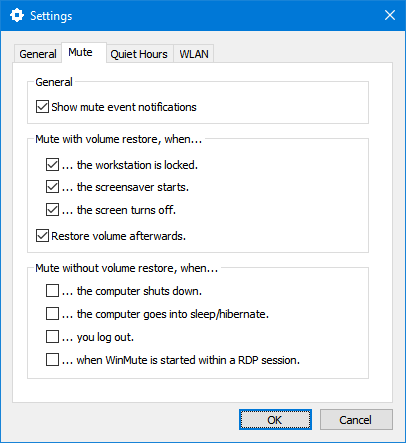 Settings
General Mute Quiet Hours WLAN
General
Show mute event notifications
Mute with volume restore, when...
... the workstation is locked.
... the screensaver starts.
... the screen turns off.
Restore volume afterwards.
Mute without volume restore, when...
... the computer shuts down.
... the computer goes into sleep/hibernate.
... you log out.
... when WinMute is started within a RDP session.
OK Cancel